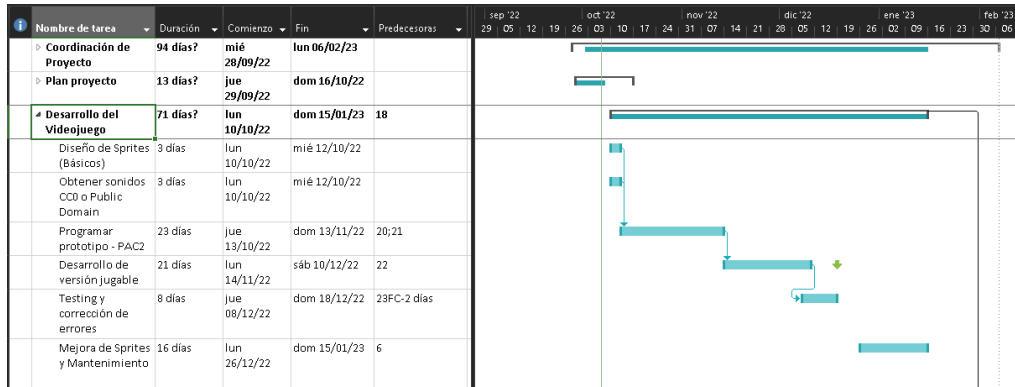 sep '22 oct '22 nov '22 dic '22 ene '23 feb '23
Nombre de tarea Duración Comienzo Fin Predecesoras 29 05 12 19 26 03 10 17 24 31 07 14 21 28 05 12 19 26 02 09 16 23 30 06
Coordinación de Proyecto 94 días? mié 28/09/22 lun 06/02/23
Plan proyecto 13 días? jue 29/09/22 dom 16/10/22
Desarrollo del Videojuego 71 días? lun 10/10/22 dom 15/01/23 18
Diseño de Sprites (Básicos) 3 días lun 10/10/22 mié 12/10/22
Obtener sonidos CC0 o Public Domain 3 días lun 10/10/22 mié 12/10/22
Programar prototipo - PAC2 23 días jue 13/10/22 dom 13/11/22 20;21
Desarrollo de versión jugable 21 días lun 14/11/22 sáb 10/12/22 22
Testing y corrección de errores 8 días jue 08/12/22 dom 18/12/22 23FC-2 días
Mejora de Sprites y Mantenimiento 16 días lun 26/12/22 dom 15/01/23 6